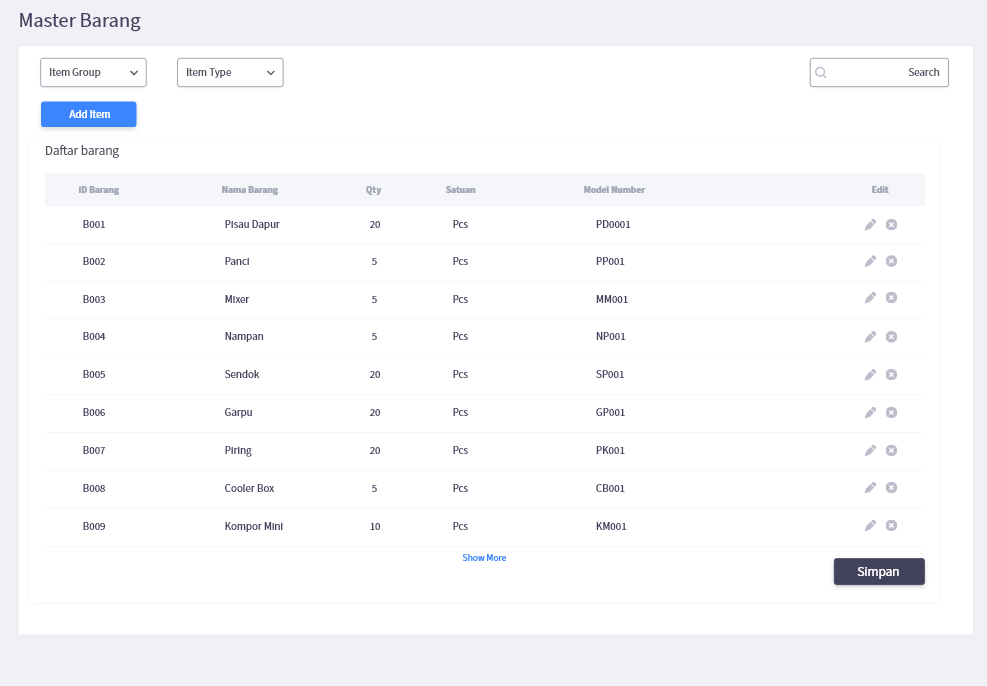 Master Barang
Item Group Item Type Search
Add Item
Daftar barang
ID Barang Nama Barang Qty Satuan Model Number Edit
B001 Pisau Dapur 20 Pcs PD0001
B002 Panci 5 Pcs PP001
B003 Mixer 5 Pcs MM001
B004 Nampan 5 Pcs NP001
B005 Sendok 20 Pcs SP001
B006 Garpu 20 Pcs GP001
B007 Piring 20 Pcs PK001
B008 Cooler Box 5 Pcs CB001
B009 Kompor Mini 10 Pcs KM001
Show More
Simpan